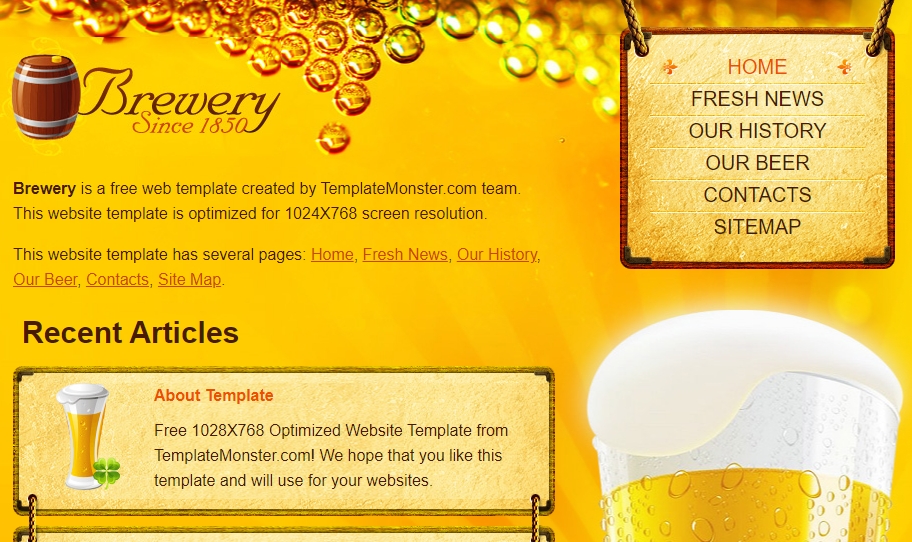 Brewery
Since 1850
HOME
FRESH NEWS
OUR HISTORY
OUR BEER
CONTACTS
SITEMAP
Brewery is a free web template created by TemplateMonster.com team.
This website template is optimized for 1024X768 screen resolution.
This website template has several pages: Home, Fresh News, Our History,
Our Beer, Contacts, Site Map.
Recent Articles
About Template
Free 1028X768 Optimized Website Template from
TemplateMonster.com! We hope that you like this
template and will use for your websites.